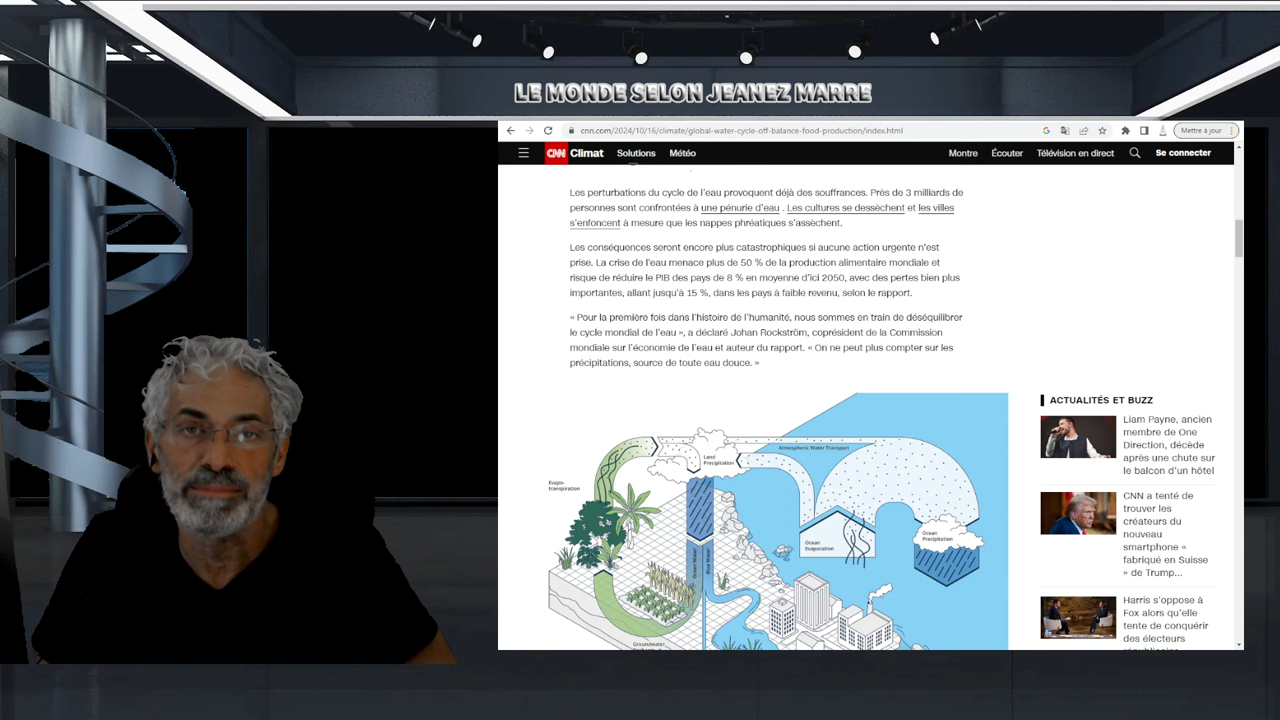 LE MONDE SELON JEANEZ MARRE
cnn.com/2024/10/16/climate/global-water-cycle-off-balance-food-production/index.html
Mettre à jour
CNN Climat Solutions Météo Montre Écouter Télévision en direct Se connecter
Les perturbations du cycle de l'eau provoquent déjà des souffrances. Près de 3 milliards de
personnes sont confrontées à une pénurie d'eau . Les cultures se dessèchent et les villes
s'enfoncent à mesure que les nappes phréatiques s'assèchent.
Les conséquences seront encore plus catastrophiques si aucune action urgente n'est
prise. La crise de l'eau menace plus de 50 % de la production alimentaire mondiale et
risque de réduire le PIB des pays de 8 % en moyenne d'ici 2050, avec des pertes bien plus
importantes, allant jusqu'à 15 %, dans les pays à faible revenu, selon le rapport.
« Pour la première fois dans l'histoire de l'humanité, nous sommes en train de déséquilibrer
le cycle mondial de l'eau », a déclaré Johan Rockström, coprésident de la Commission
mondiale sur l'économie de l'eau et auteur du rapport. « On ne peut plus compter sur les
précipitations, source de toute eau douce. »
Atmospheric Water Transport
Land
Precipitation
Evapo-
transpiration
Ocean
Evaporation
Ocean
Precipitation
Green Water
Blue Water
Groundwater
ACTUALITÉS ET BUZZ
Liam Payne, ancien
membre de One
Direction, décède
après une chute sur
le balcon d'un hôtel
CNN a tenté de
trouver les
créateurs du
nouveau
smartphone «
fabriqué en Suisse
» de Trump...
Harris s'oppose à
Fox alors qu'elle
tente de conquérir
des électeurs